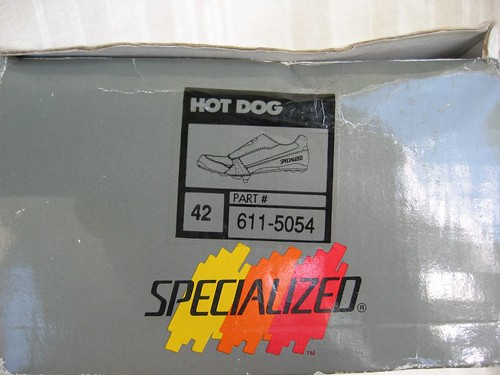 HOT DOG
SPECIALIZED
42
PART #
611-5054
SPECIALIZED®
™